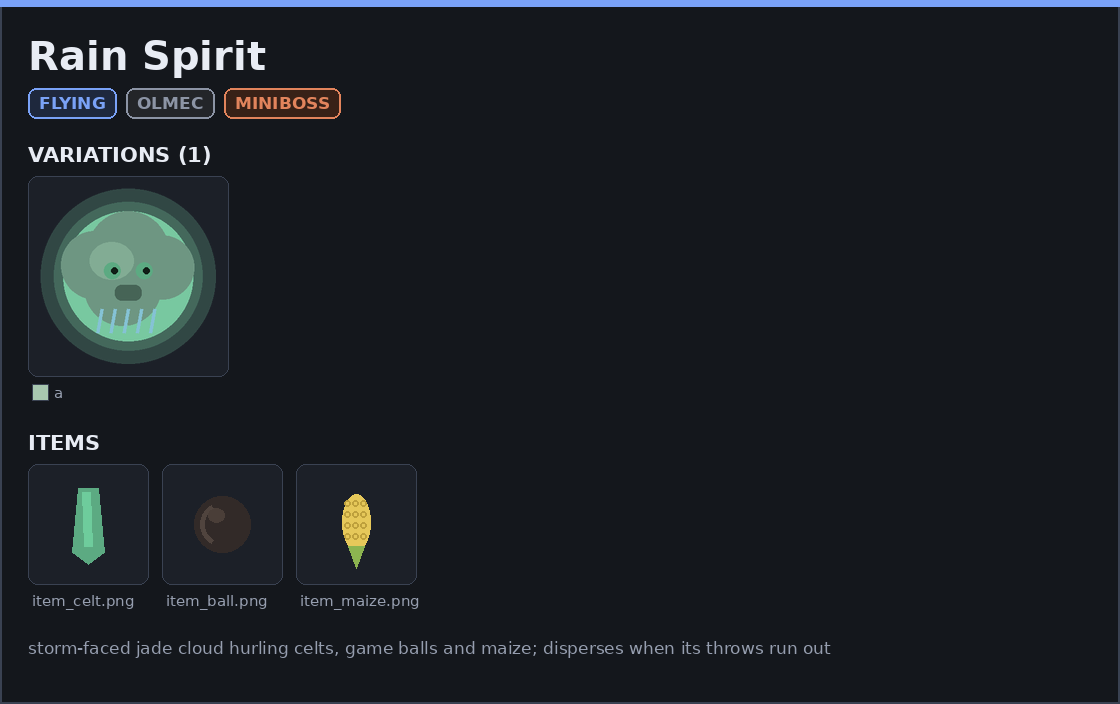 Rain Spirit
FLYING OLMEC MINIBOSS
VARIATIONS (1)
a
ITEMS
item_celt.png item_ball.png item_maize.png
storm-faced jade cloud hurling celts, game balls and maize; disperses when its throws run out